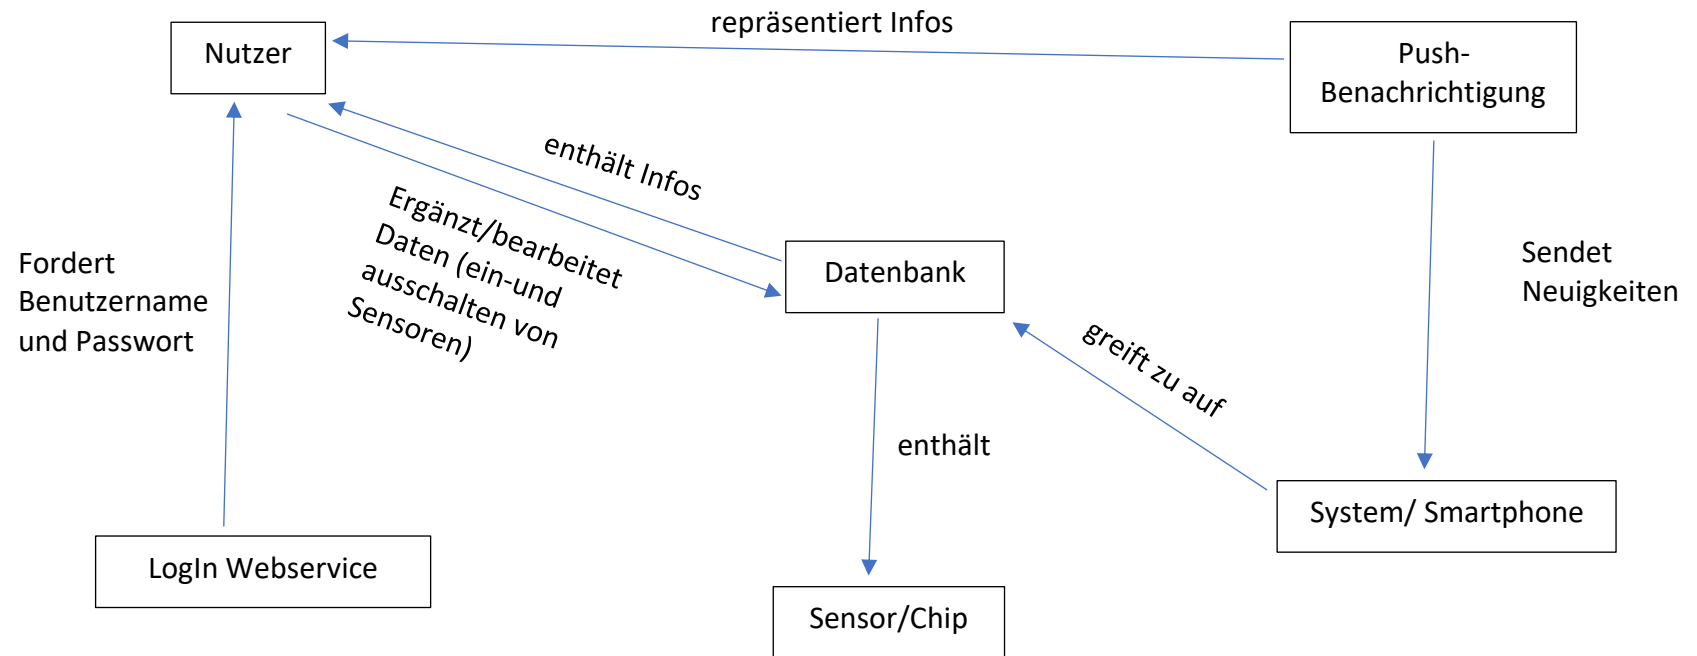 repräsentiert Infos
Nutzer
Push-
Benachrichtigung
enthält Infos
Ergänzt/bearbeitet
Daten (ein-und
ausschalten von
Sensoren)
Fordert
Benutzername
und Passwort
Datenbank
Sendet
Neuigkeiten
greift zu auf
enthält
System/ Smartphone
LogIn Webservice
Sensor/Chip